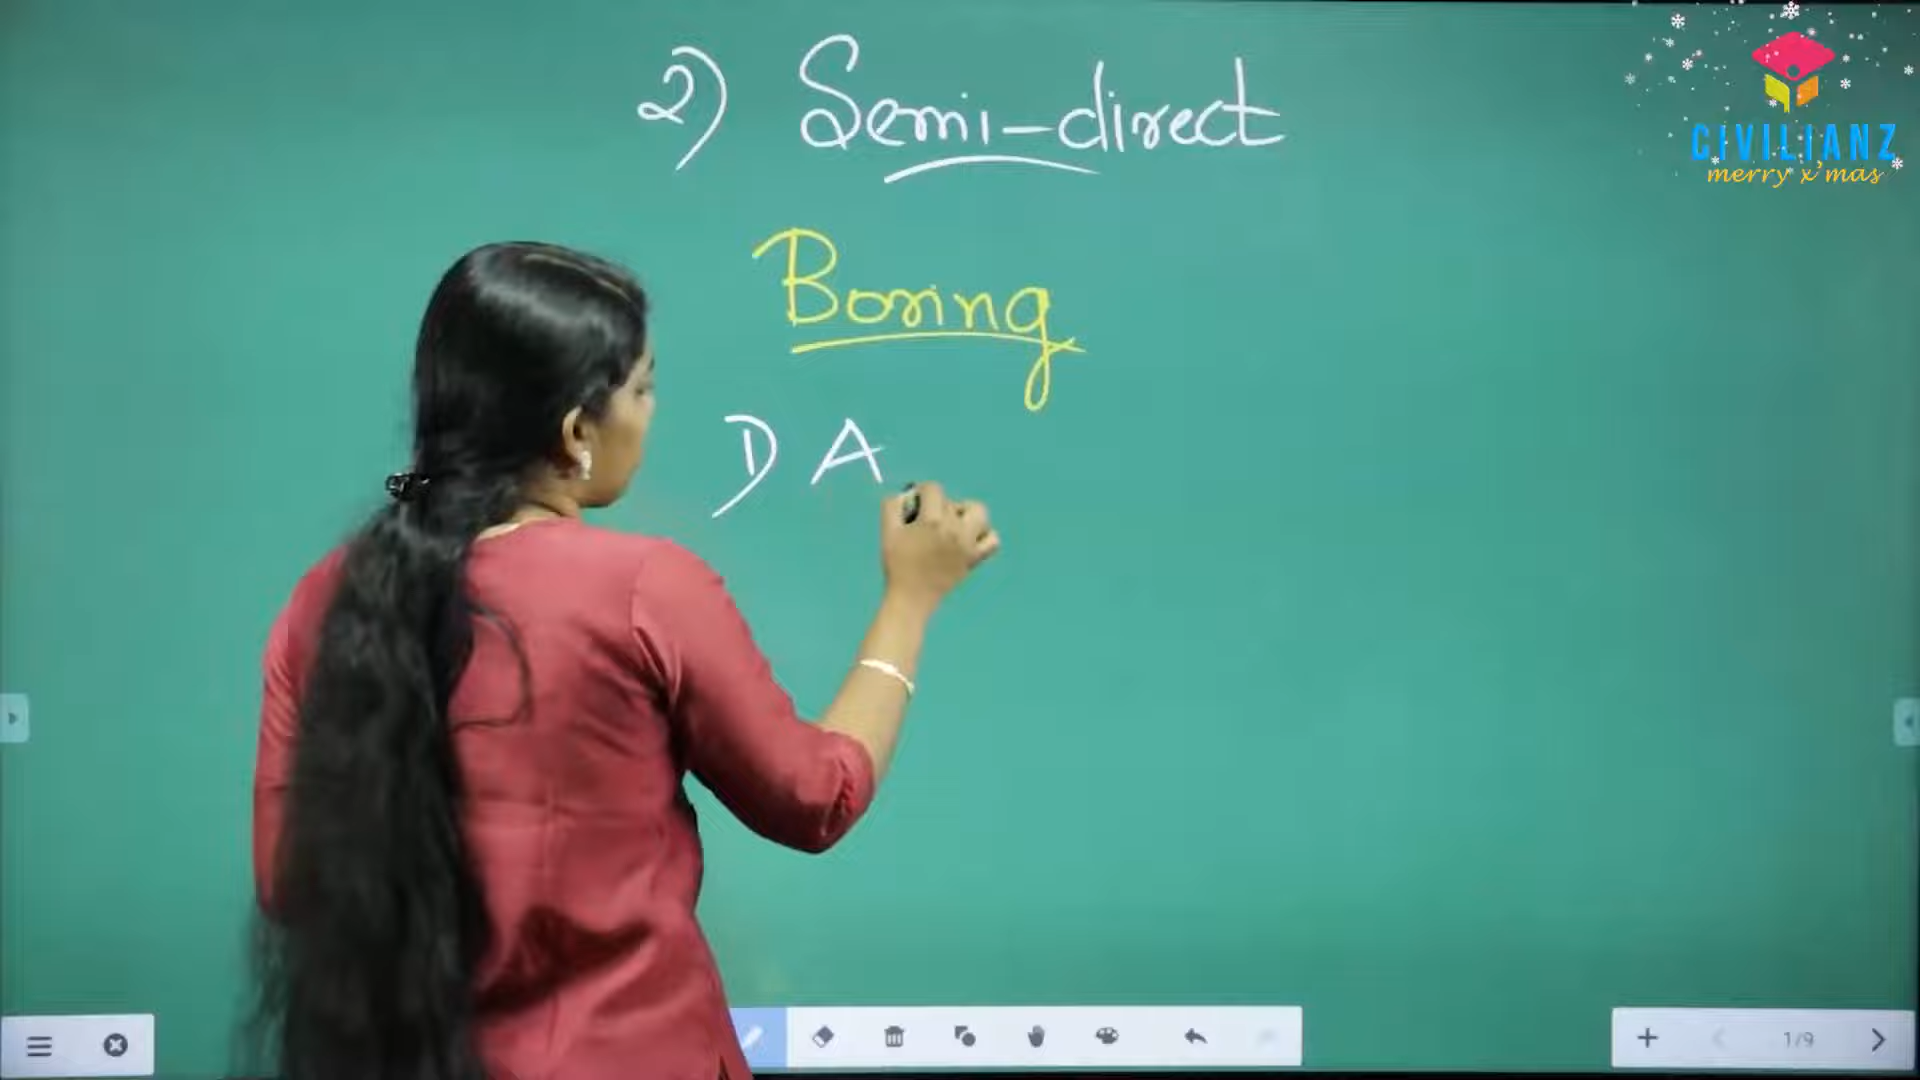 2) Semi-direct
Boring
1) A
CIVILIANZ
merry x'mas
1/9